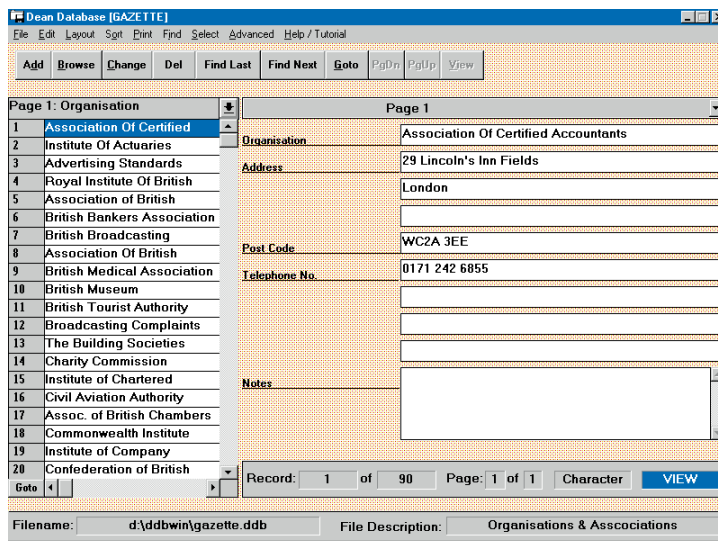 Dean Database [GAZETTE]
File Edit Layout Sort Print Find Select Advanced Help / Tutorial
Add Browse Change Del Find Last Find Next Goto PgDn PgUp View
Page 1: Organisation
1 Association Of Certified
2 Institute Of Actuaries
3 Advertising Standards
4 Royal Institute Of British
5 Association of British
6 British Bankers Association
7 British Broadcasting
8 Association Of British
9 British Medical Association
10 British Museum
11 British Tourist Authority
12 Broadcasting Complaints
13 The Building Societies
14 Charity Commission
15 Institute of Chartered
16 Civil Aviation Authority
17 Assoc. of British Chambers
18 Commonwealth Institute
19 Institute of Company
20 Confederation of British
Goto
Page 1
Organisation Association Of Certified Accountants
Address 29 Lincoln's Inn Fields
London
Post Code WC2A 3EE
Telephone No. 0171 242 6855
Notes
Record: 1 of 90 Page: 1 of 1 Character VIEW
Filename: d:\ddbwin\gazette.ddb File Description: Organisations & Asscociations